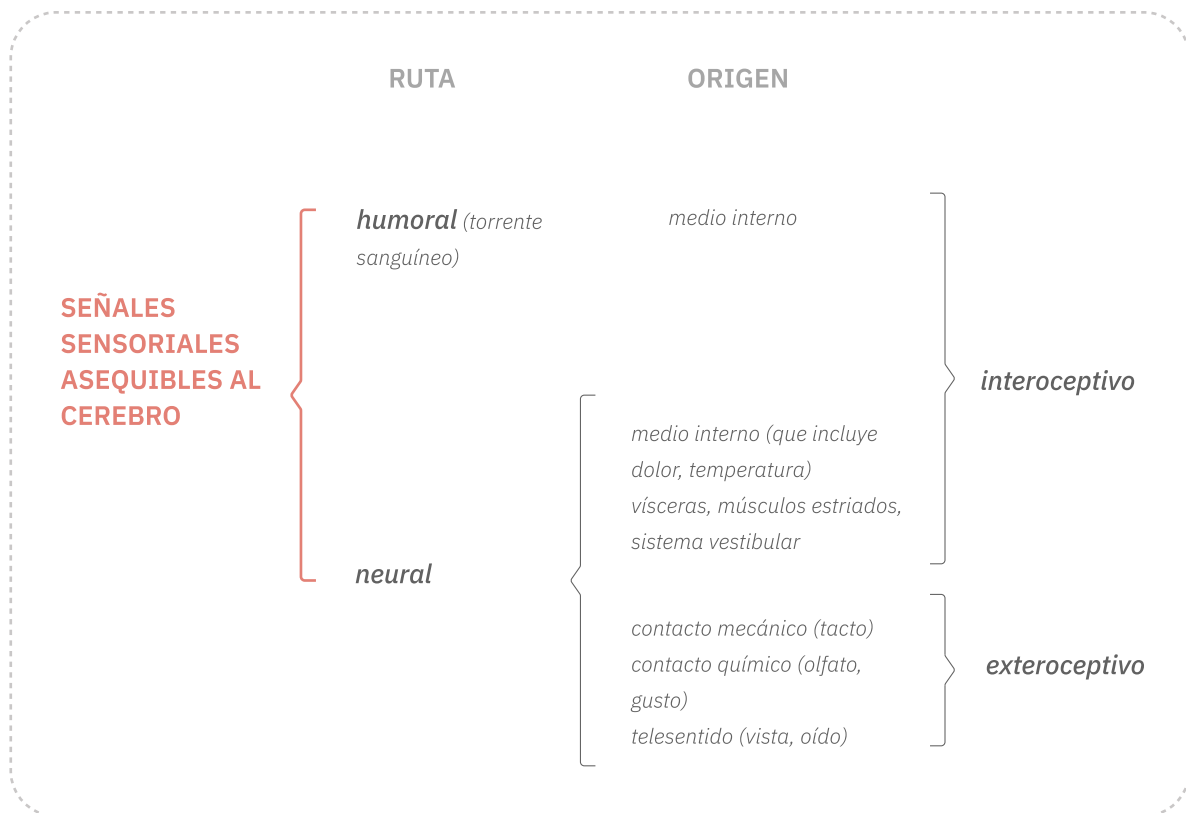 RUTA
ORIGEN
humoral (torrente
sanguíneo)
medio interno
SEÑALES
SENSORIALES
ASEQUIBLES AL
CEREBRO
interoceptivo
medio interno (que incluye
dolor, temperatura)
vísceras, músculos estriados,
sistema vestibular
neural
contacto mecánico (tacto)
contacto químico (olfato,
gusto)
telesentido (vista, oído)
exteroceptivo